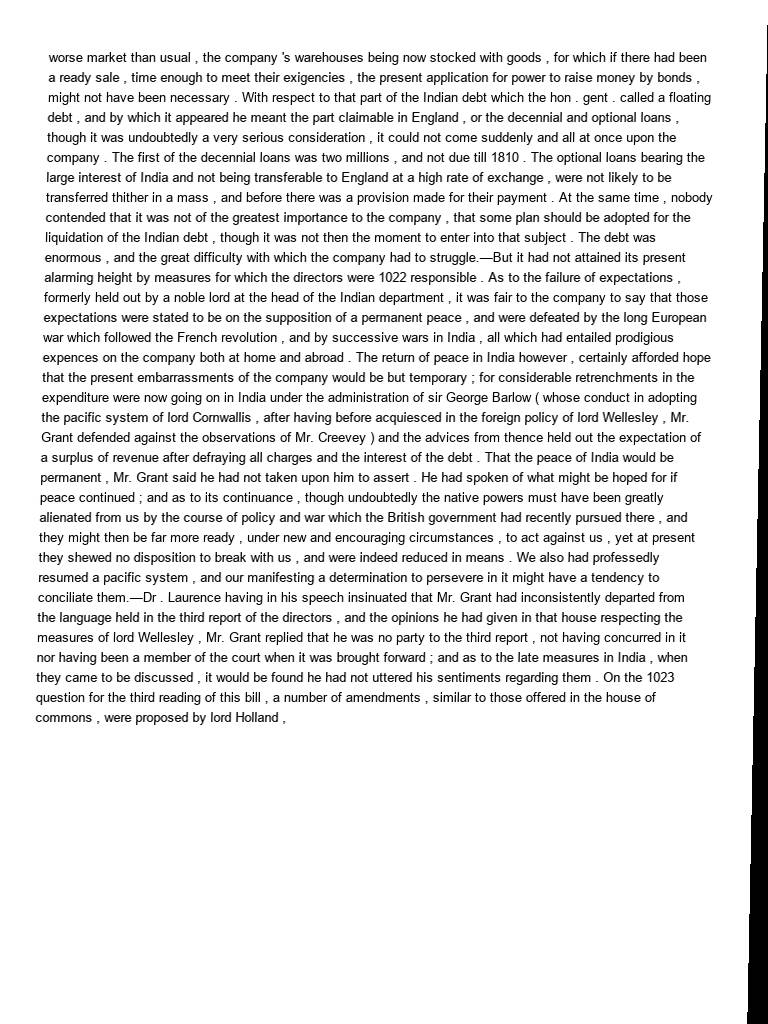 worse market than usual , the company 's warehouses being now stocked with goods , for which if there had been
a ready sale , time enough to meet their exigencies , the present application for power to raise money by bonds ,
might not have been necessary . With respect to that part of the Indian debt which the hon . gent . called a floating
debt , and by which it appeared he meant the part claimable in England , or the decennial and optional loans ,
though it was undoubtedly a very serious consideration , it could not come suddenly and all at once upon the
company . The first of the decennial loans was two millions , and not due till 1810 . The optional loans bearing the
large interest of India and not being transferable to England at a high rate of exchange , were not likely to be
transferred thither in a mass , and before there was a provision made for their payment . At the same time , nobody
contended that it was not of the greatest importance to the company , that some plan should be adopted for the
liquidation of the Indian debt , though it was not then the moment to enter into that subject . The debt was
enormous , and the great difficulty with which the company had to struggle.—But it had not attained its present
alarming height by measures for which the directors were 1022 responsible . As to the failure of expectations ,
formerly held out by a noble lord at the head of the Indian department , it was fair to the company to say that those
expectations were stated to be on the supposition of a permanent peace , and were defeated by the long European
war which followed the French revolution , and by successive wars in India , all which had entailed prodigious
expences on the company both at home and abroad . The return of peace in India however , certainly afforded hope
that the present embarrassments of the company would be but temporary ; for considerable retrenchments in the
expenditure were now going on in India under the administration of sir George Barlow ( whose conduct in adopting
the pacific system of lord Cornwallis , after having before acquiesced in the foreign policy of lord Wellesley , Mr.
Grant defended against the observations of Mr. Creevey ) and the advices from thence held out the expectation of
a surplus of revenue after defraying all charges and the interest of the debt . That the peace of India would be
permanent , Mr. Grant said he had not taken upon him to assert . He had spoken of what might be hoped for if
peace continued ; and as to its continuance , though undoubtedly the native powers must have been greatly
alienated from us by the course of policy and war which the British government had recently pursued there , and
they might then be far more ready , under new and encouraging circumstances , to act against us , yet at present
they shewed no disposition to break with us , and were indeed reduced in means . We also had professedly
resumed a pacific system , and our manifesting a determination to persevere in it might have a tendency to
conciliate them.—Dr . Laurence having in his speech insinuated that Mr. Grant had inconsistently departed from
the language held in the third report of the directors , and the opinions he had given in that house respecting the
measures of lord Wellesley , Mr. Grant replied that he was no party to the third report , not having concurred in it
nor having been a member of the court when it was brought forward ; and as to the late measures in India , when
they came to be discussed , it would be found he had not uttered his sentiments regarding them . On the 1023
question for the third reading of this bill , a number of amendments , similar to those offered in the house of
commons , were proposed by lord Holland ,